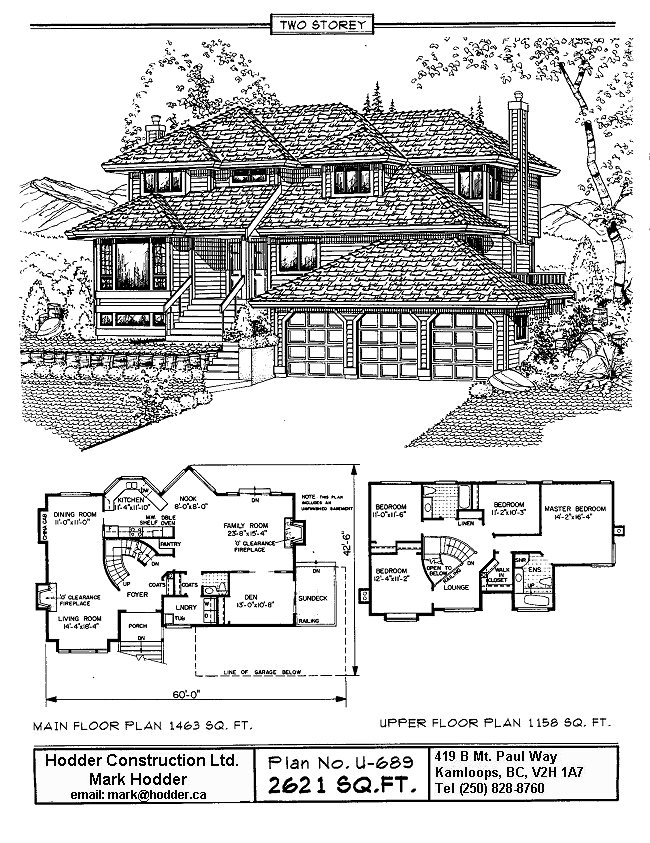 TWO STOREY
KITCHEN
11'-4"x11'-10"
NOOK
8'-0"x8'-0"
DINING ROOM
11'-0"x11'-0"
CHINA CAB.
M.W. DBLE
SHELF OVEN
PANTRY
DN
FAMILY ROOM
23'-8"x15'-4"
'0' CLEARANCE
FIREPLACE
NOTE THIS PLAN
INCLUDES AN
UNFINISHED BASEMENT
42'-6"
DN
UP
'0' CLEARANCE
FIREPLACE
FOYER
COATS
COATS
LIVING ROOM
14'-4"x18'-4"
PORCH
DN
LNDRY
TUB
W
D
DEN
13'-0"x10'-8"
DN
SUNDECK
RAILING
LINE OF GARAGE BELOW
60'-0"
BEDROOM
11'-0"x11'-6"
LINEN
BEDROOM
11'-2"x10'-3"
MASTER BEDROOM
14'-2"x16'-4"
BEDROOM
12'-4"x11'-2"
OPEN TO
BELOW
RAILING
DN
LOUNGE
WALK
IN
CLOSET
SHR
ENS.
UP
MAIN FLOOR PLAN 1463 SQ. FT.
UPPER FLOOR PLAN 1158 SQ. FT.
Hodder Construction Ltd.
Mark Hodder
email: mark@hodder.ca
Plan No. U-689
2621 SQ.FT.
419 B Mt. Paul Way
Kamloops, BC, V2H 1A7
Tel (250) 828-8760